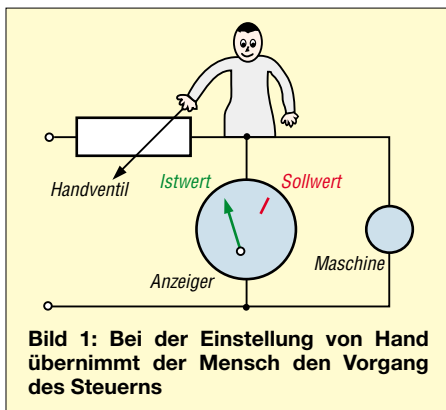 Istwert
Sollwert
Handventil
Anzeiger
Maschine
Bild 1: Bei der Einstellung von Hand
übernimmt der Mensch den Vorgang
des Steuerns